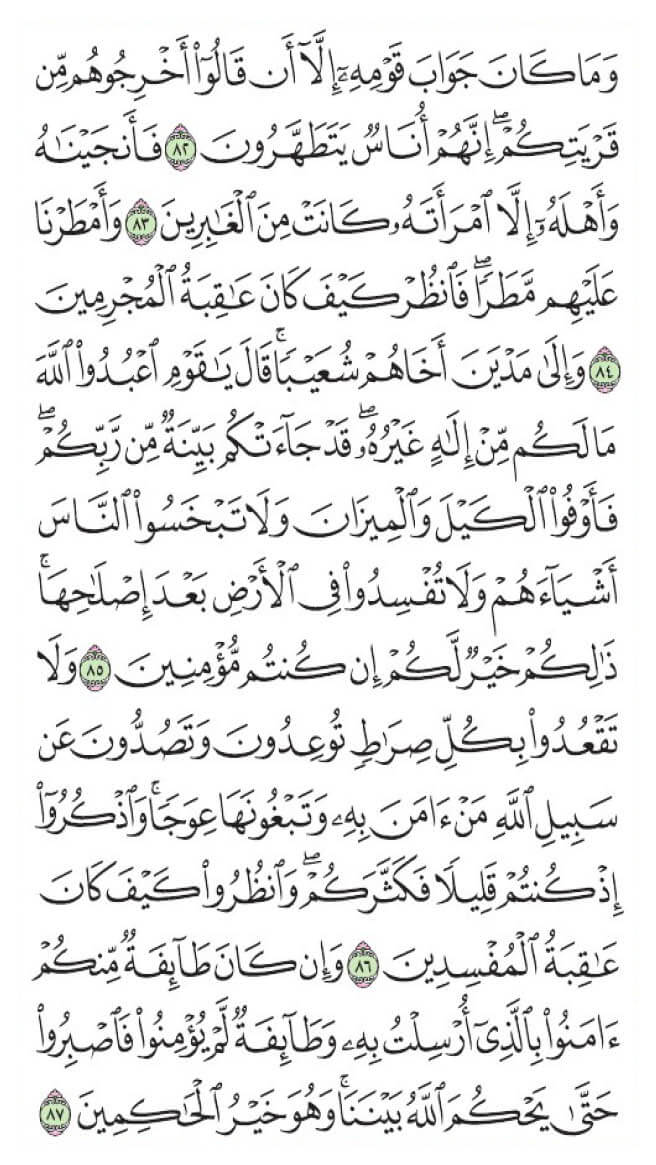 وَمَا كَانَ جَوَابَ قَوْمِهِۦٓ إِلَّآ أَن قَالُوٓا۟ أَخْرِجُوهُم مِّن
قَرْيَتِكُمْ ۖ إِنَّهُمْ أُنَاسٌ يَتَطَهَّرُونَ ٨٢ فَأَنجَيْنَـٰهُ
وَأَهْلَهُۥٓ إِلَّا ٱمْرَأَتَهُۥ كَانَتْ مِنَ ٱلْغَـٰبِرِينَ ٨٣ وَأَمْطَرْنَا
عَلَيْهِم مَّطَرًا ۖ فَٱنظُرْ كَيْفَ كَانَ عَـٰقِبَةُ ٱلْمُجْرِمِينَ
٨٤ وَإِلَىٰ مَدْيَنَ أَخَاهُمْ شُعَيْبًا ۗ قَالَ يَـٰقَوْمِ ٱعْبُدُوا۟ ٱللَّهَ
مَا لَكُم مِّنْ إِلَـٰهٍ غَيْرُهُۥ ۖ قَدْ جَآءَتْكُم بَيِّنَةٌ مِّن رَّبِّكُمْ ۖ
فَأَوْفُوا۟ ٱلْكَيْلَ وَٱلْمِيزَانَ وَلَا تَبْخَسُوا۟ ٱلنَّاسَ
أَشْيَآءَهُمْ وَلَا تُفْسِدُوا۟ فِى ٱلْأَرْضِ بَعْدَ إِصْلَـٰحِهَا ۚ
ذَٰلِكُمْ خَيْرٌ لَّكُمْ إِن كُنتُم مُّؤْمِنِينَ ٨٥ وَلَا
تَقْعُدُوا۟ بِكُلِّ صِرَٰطٍ تُوعِدُونَ وَتَصُدُّونَ عَن
سَبِيلِ ٱللَّهِ مَنْ ءَامَنَ بِهِۦ وَتَبْغُونَهَا عِوَجًا ۚ وَٱذْكُرُوٓا۟
إِذْ كُنتُمْ قَلِيلًا فَكَثَّرَكُمْ ۖ وَٱنظُرُوا۟ كَيْفَ كَانَ
عَـٰقِبَةُ ٱلْمُفْسِدِينَ ٨٦ وَإِن كَانَ طَآئِفَةٌ مِّنكُمْ
ءَامَنُوا۟ بِٱلَّذِىٓ أُرْسِلْتُ بِهِۦ وَطَآئِفَةٌ لَّمْ يُؤْمِنُوا۟ فَٱصْبِرُوا۟
حَتَّىٰ يَحْكُمَ ٱللَّهُ بَيْنَنَا ۚ وَهُوَ خَيْرُ ٱلْحَـٰكِمِينَ ٨٧